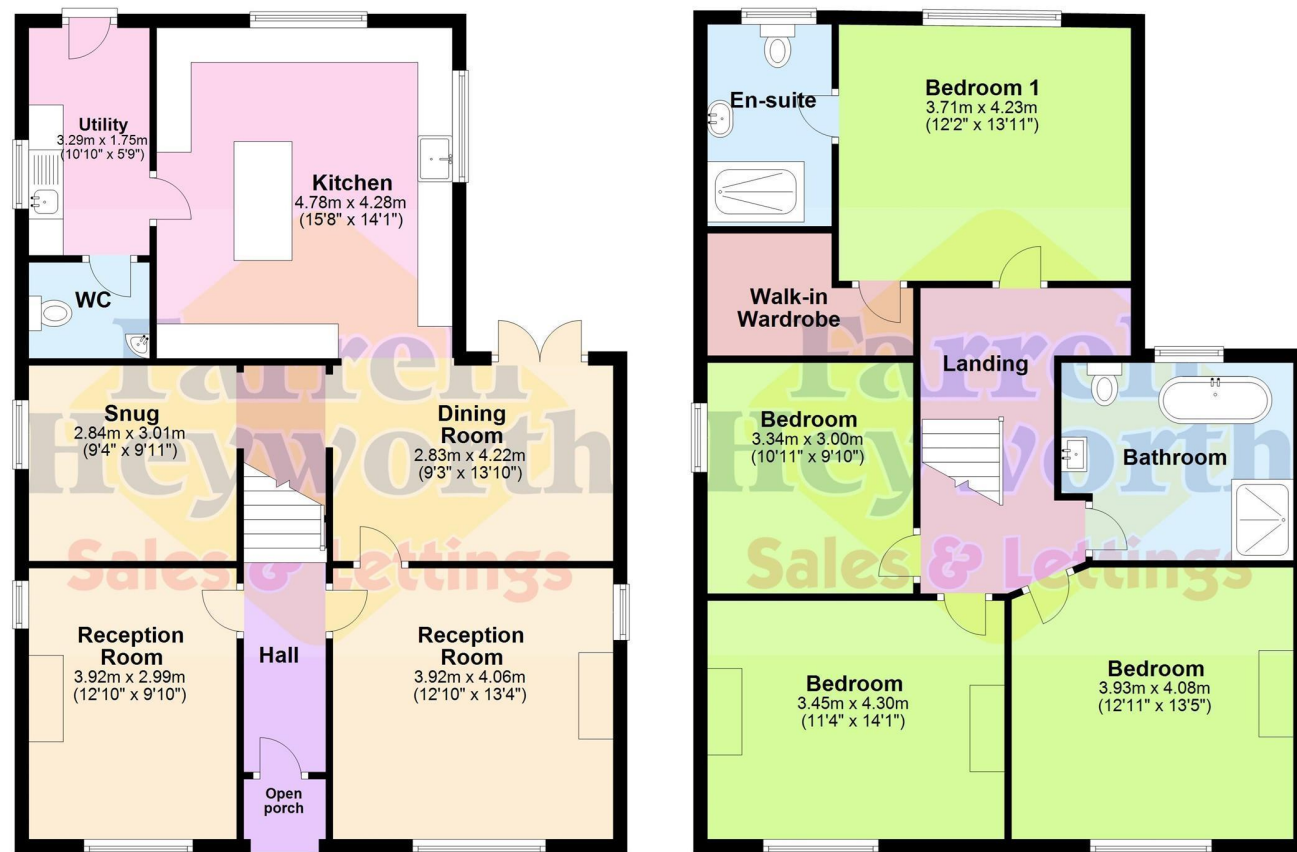 Utility
3.29m x 1.75m
(10'10" x 5'9")
Kitchen
4.78m x 4.28m
(15'8" x 14'1")
WC
Snug
2.84m x 3.01m
(9'4" x 9'11")
Dining
Room
2.83m x 4.22m
(9'3" x 13'10")
Reception
Room
3.92m x 2.99m
(12'10" x 9'10")
Hall
Reception
Room
3.92m x 4.06m
(12'10" x 13'4")
Open
porch
Farrell
Heyworth
Sales & Lettings
En-suite
Bedroom 1
3.71m x 4.23m
(12'2" x 13'11")
Walk-in
Wardrobe
Landing
Bedroom
3.34m x 3.00m
(10'11" x 9'10")
Bathroom
Bedroom
3.45m x 4.30m
(11'4" x 14'1")
Bedroom
3.93m x 4.08m
(12'11" x 13'5")
Farrell
Heyworth
Sales & Lettings